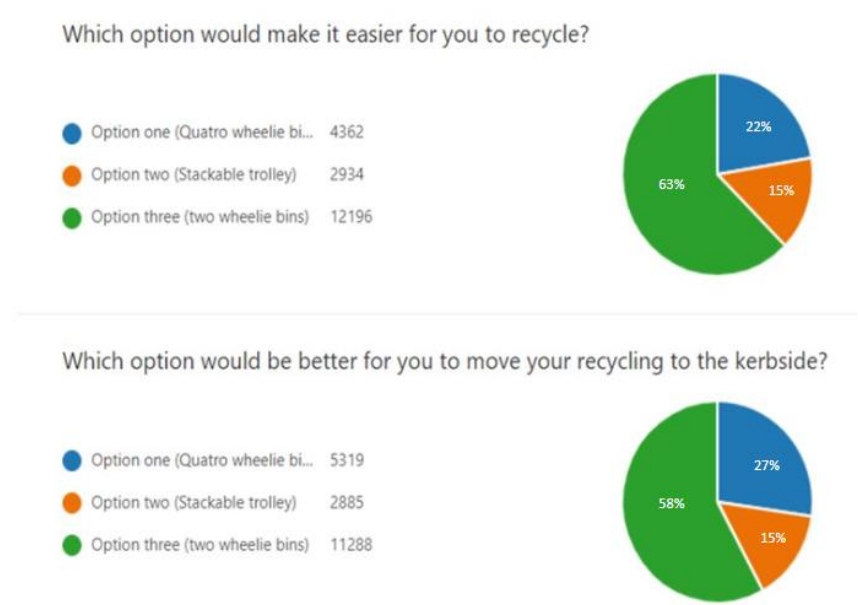 Which option would make it easier for you to recycle?
Option one (Quatro wheelie bi... 4362
Option two (Stackable trolley) 2934
Option three (two wheelie bins) 12196
22%
63%
15%
Which option would be better for you to move your recycling to the kerbside?
Option one (Quatro wheelie bi... 5319
Option two (Stackable trolley) 2885
Option three (two wheelie bins) 11288
27%
58%
15%